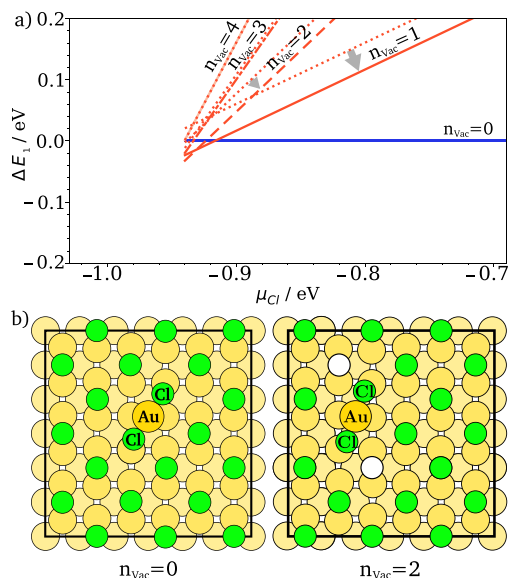 a)
0.2
0.1
0.0
−0.1
−0.2
ΔE₁ / eV
n_Vac=4
n_Vac=3
n_Vac=2
n_Vac=1
n_Vac=0
−1.0
−0.9
−0.8
−0.7
μ_Cl / eV
b)
Cl
Au
Cl
Cl
Au
Cl
n_Vac=0
n_Vac=2